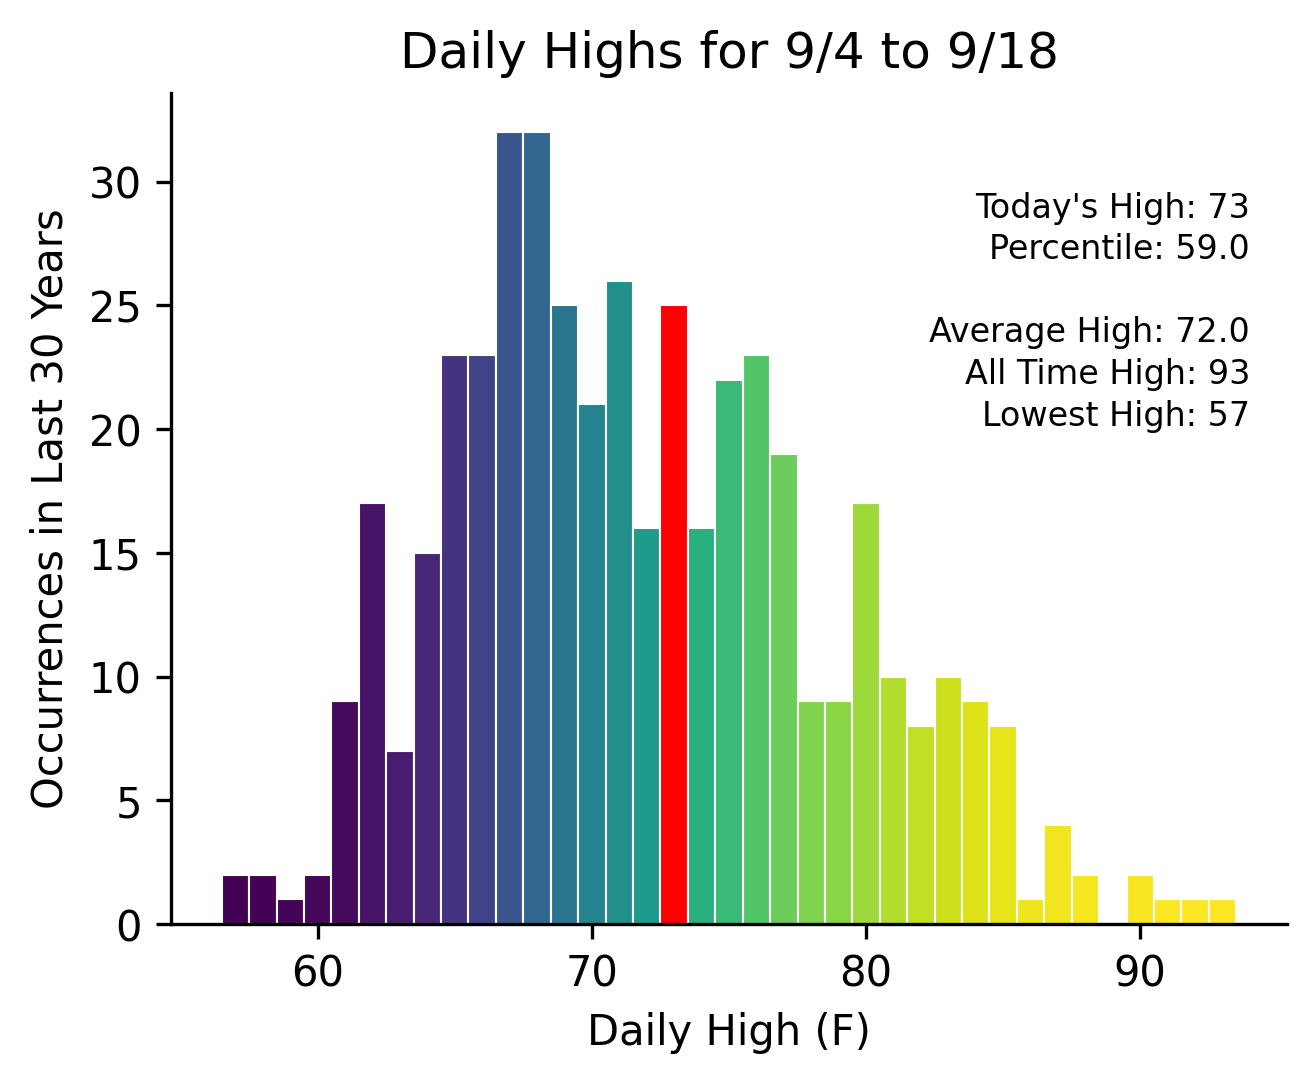 Daily Highs for 9/4 to 9/18
Occurrences in Last 30 Years
30
25
20
15
10
5
0
Today's High: 73
Percentile: 59.0
Average High: 72.0
All Time High: 93
Lowest High: 57
60 70 80 90
Daily High (F)